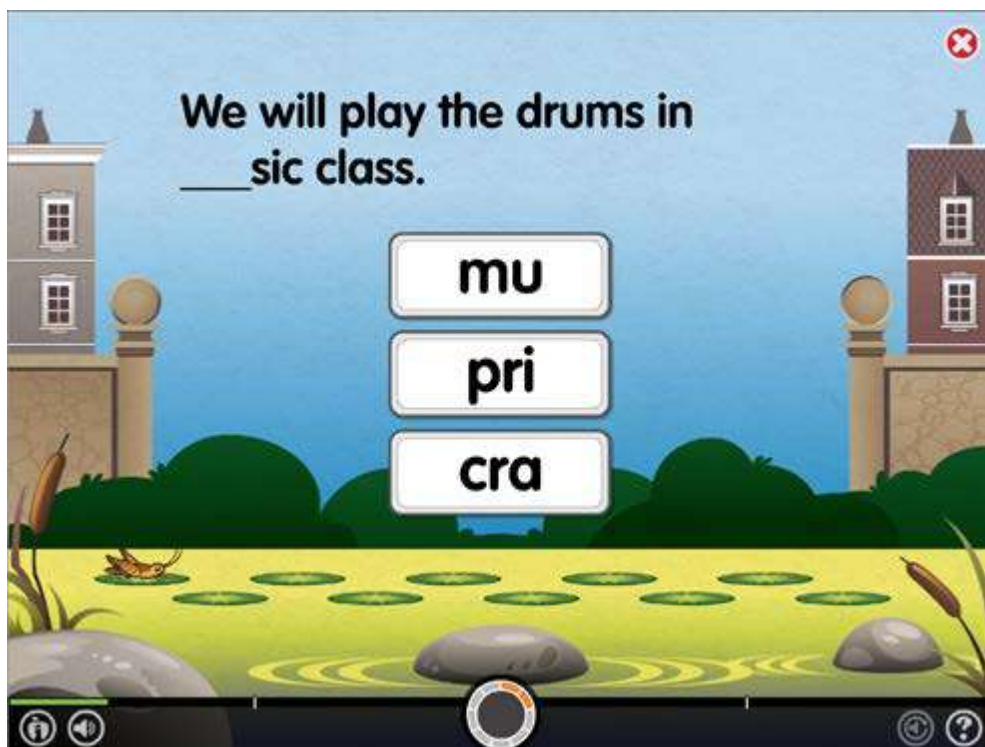 We will play the drums in
___sic class.
mu
pri
cra
?